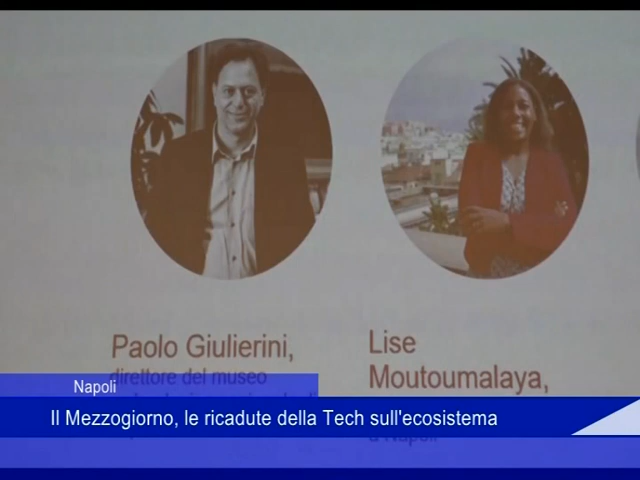 Paolo Giulierini,
direttore del museo
Lise
Moutoumalaya,
Napoli
Il Mezzogiorno, le ricadute della Tech sull'ecosistema